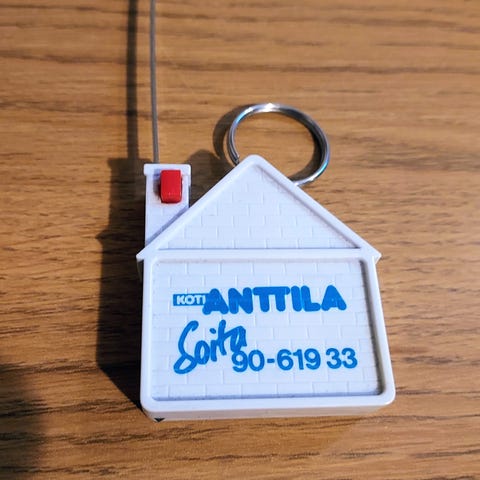 KOTI ANTTILA
Soita 90-619 33